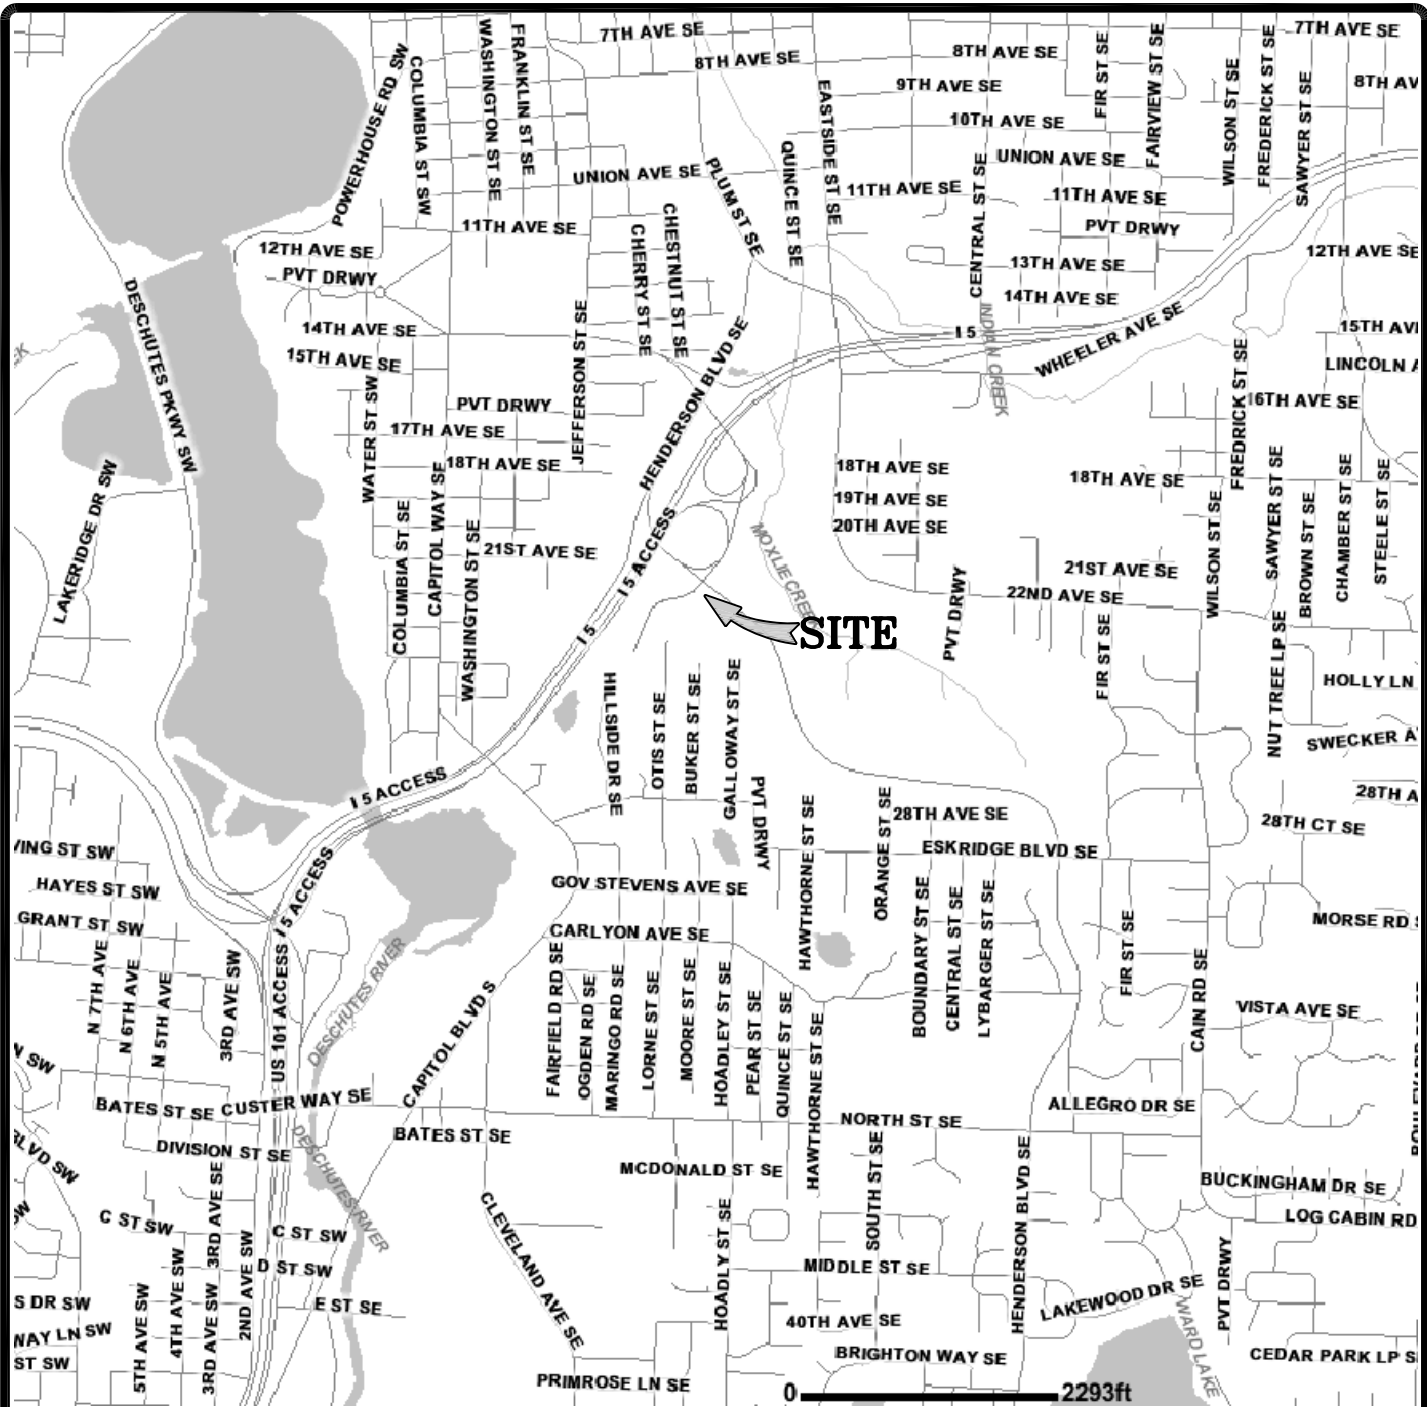 7TH AVE SE
7TH AVE SE
8TH AVE SE
8TH AVE SE
8TH AV
9TH AVE SE
10TH AVE SE
UNION AVE SE
UNION AVE SE
11TH AVE SE
11TH AVE SE
11TH AVE SE
PVT DRWY
12TH AVE SE
12TH AVE SE
PVT DRWY
13TH AVE SE
14TH AVE SE
14TH AVE SE
15TH AVE SE
15TH AV
LINCOLN
16TH AVE SE
PVT DRWY
17TH AVE SE
18TH AVE SE
18TH AVE SE
18TH AVE SE
19TH AVE SE
20TH AVE SE
21ST AVE SE
21ST AVE SE
22ND AVE SE
POWERHOUSE RD SW
COLUMBIA ST SW
WASHINGTON ST SE
FRANKLIN ST SE
PLUM ST SE
QUINCE ST SE
EASTSIDE ST SE
CENTRAL ST SE
FIR ST SE
FAIRVIEW ST SE
WILSON ST SE
FREDERICK ST SE
SAWYER ST SE
CHERRY ST SE
CHESTNUT ST SE
JEFFERSON ST SE
HENDERSON BLVD SE
I 5
WHEELER AVE SE
INDIAN CREEK
DESCHUTES PKWY SW
LAKERIDGE DR SW
WATER ST SW
COLUMBIA ST SE
CAPITOL WAY SE
WASHINGTON ST SE
I 5 ACCESS
I 5
MOXLIE CREEK
SITE
PVT DRWY
FREDRICK ST SE
WILSON ST SE
SAWYER ST SE
BROWN ST SE
CHAMBER ST SE
STEELE ST SE
FIR ST SE
NUT TREE LP SE
HOLLY LN
SWECKER A
28TH A
28TH CT SE
HILLSIDE DR SE
OTIS ST SE
BUKER ST SE
GALLOWAY ST SE
PVT DRWY
HAWTHORNE ST SE
ORANGE ST SE
28TH AVE SE
ESKRIDGE BLVD SE
I 5 ACCESS
I 5 ACCESS
VING ST SW
HAYES ST SW
GRANT ST SW
GOV STEVENS AVE SE
CARLYON AVE SE
MORSE RD S
N 7TH AVE
N 6TH AVE
N 5TH AVE
3RD AVE SW
US 101 ACCESS
DESCHUTES RIVER
CAPITOL BLVD S
FAIRFIELD RD SE
OGDEN RD SE
MARINGO RD SE
LORNE ST SE
MOORE ST SE
HOADLEY ST SE
PEAR ST SE
QUINCE ST SE
HAWTHORNE ST SE
BOUNDARY ST SE
CENTRAL ST SE
LYBARGER ST SE
FIR ST SE
CAIN RD SE
VISTA AVE SE
N SW
BATES ST SE
CUSTER WAY SE
BATES ST SE
NORTH ST SE
ALLEGRO DR SE
BLVD SW
DIVISION ST SE
DESCHUTES RIVER
MCDONALD ST SE
BUCKINGHAM DR SE
LOG CABIN RD
SW
C ST SW
3RD AVE SE
C ST SW
D ST SW
E ST SE
CLEVELAND AVE SE
HOADLY ST SE
SOUTH ST SE
MIDDLE ST SE
HENDERSON BLVD SE
LAKEWOOD DR SE
PVT DRWY
WARD LAKE
S DR SW
WAY LN SW
ST SW
5TH AVE SW
4TH AVE SW
3RD AVE SW
2ND AVE SW
40TH AVE SE
BRIGHTON WAY SE
CEDAR PARK LP S
PRIMROSE LN SE
0
2293ft